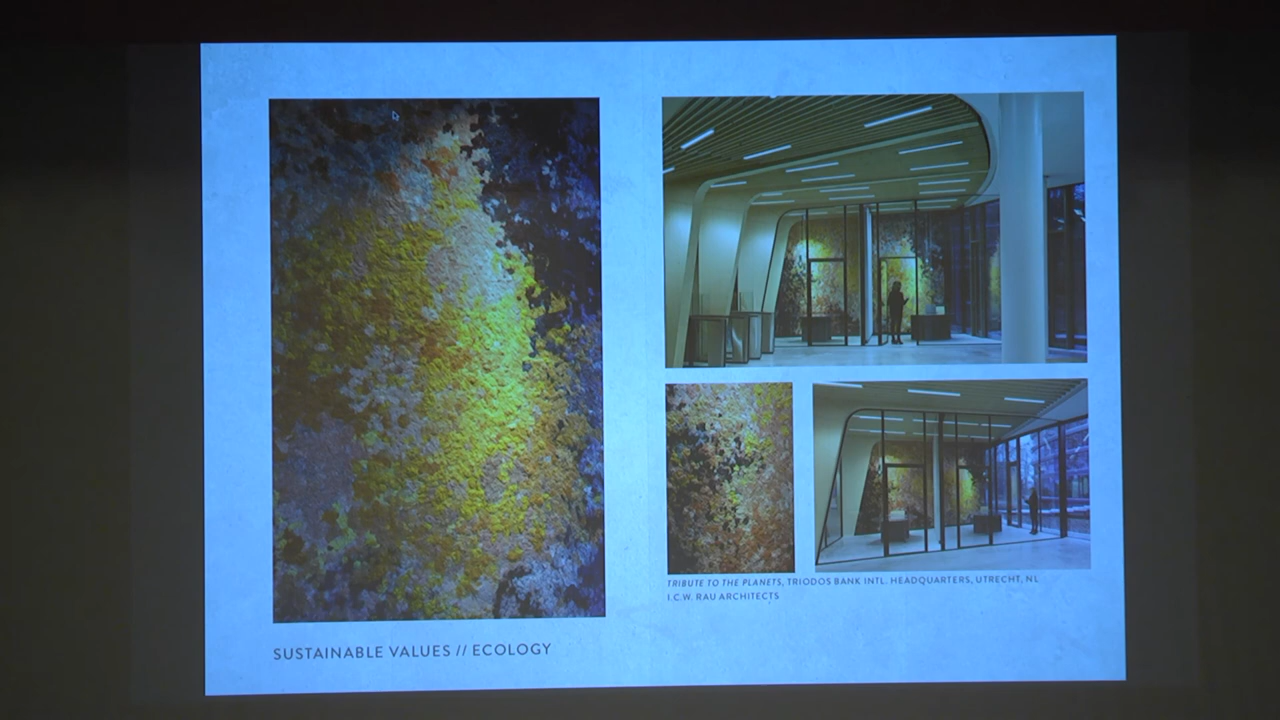 TRIBUTE TO THE PLANETS, TRIODOS BANK INTL. HEADQUARTERS, UTRECHT, NL
I.C.W. RAU ARCHITECTS
SUSTAINABLE VALUES // ECOLOGY